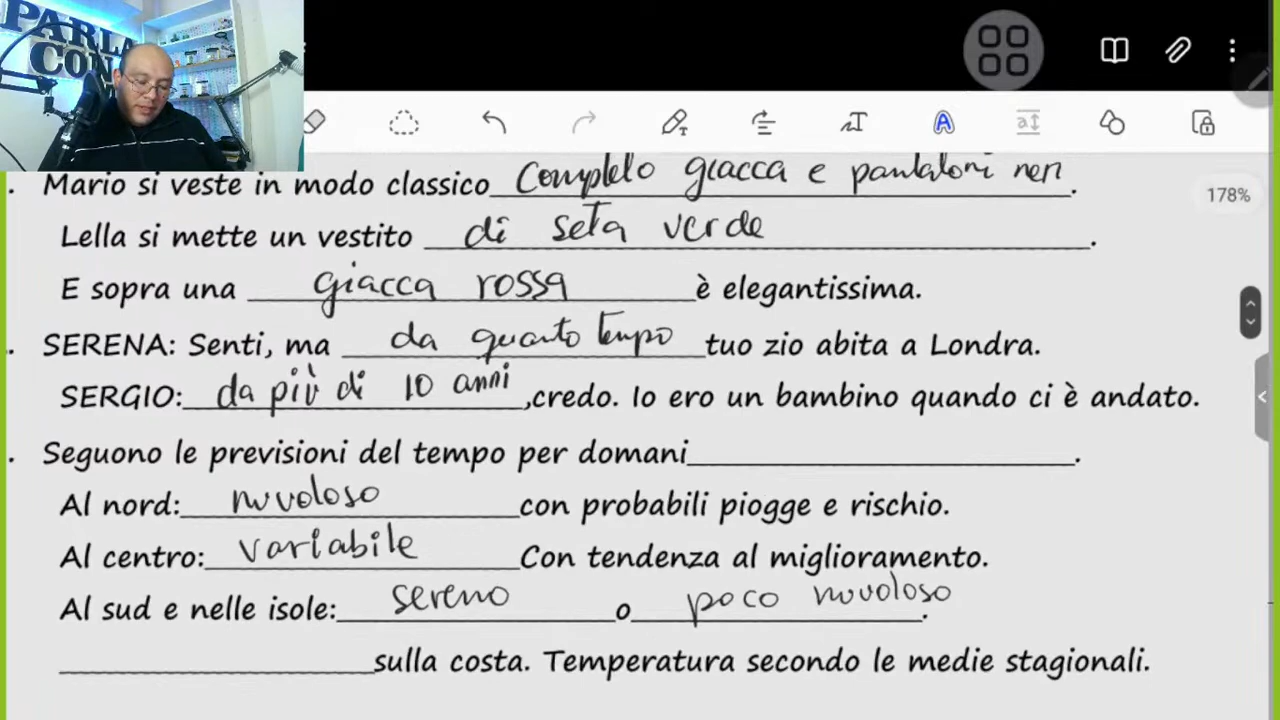 PARLA
CON
178%
. Mario si veste in modo classico completo giacca e pantaloni neri.
Lella si mette un vestito di seta verde.
E sopra una giacca rossa è elegantissima.
. SERENA: Senti, ma da quanto tempo tuo zio abita a Londra.
SERGIO: da più di 10 anni,credo. Io ero un bambino quando ci è andato.
. Seguono le previsioni del tempo per domani____.
Al nord: nuvoloso con probabili piogge e rischio.
Al centro: variabile Con tendenza al miglioramento.
Al sud e nelle isole: sereno o poco nuvoloso.
____sulla costa. Temperatura secondo le medie stagionali.